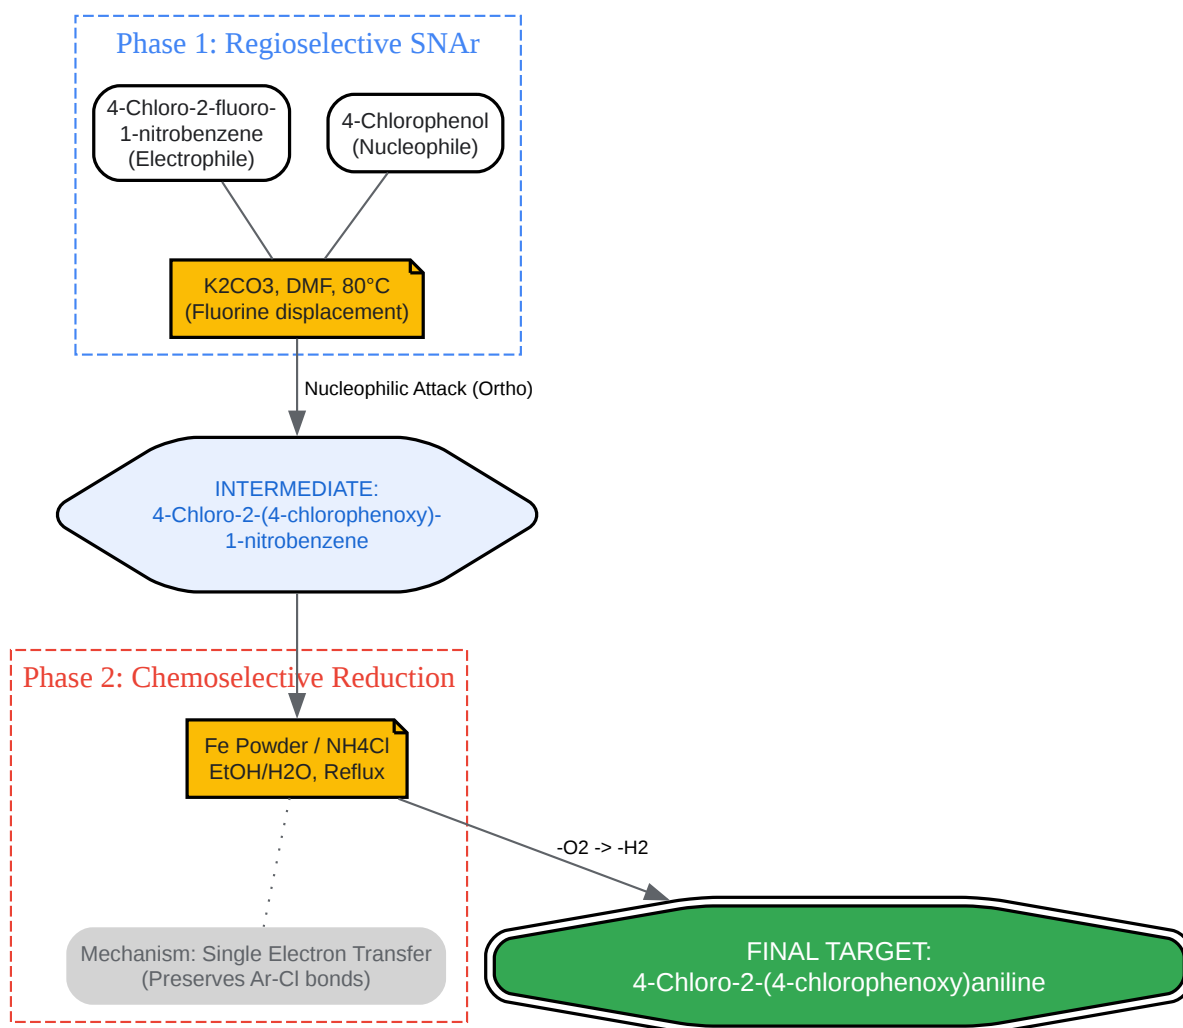 Phase 1: Regioselective SNAr
4-Chloro-2-fluoro-
1-nitrobenzene
(Electrophile)
4-Chlorophenol
(Nucleophile)
K2CO3, DMF, 80°C
(Fluorine displacement)
Nucleophilic Attack (Ortho)
INTERMEDIATE:
4-Chloro-2-(4-chlorophenoxy)-
1-nitrobenzene
Phase 2: Chemoselective Reduction
Fe Powder / NH4Cl
EtOH/H2O, Reflux
-O2 -> -H2
Mechanism: Single Electron Transfer
(Preserves Ar-Cl bonds)
FINAL TARGET:
4-Chloro-2-(4-chlorophenoxy)aniline